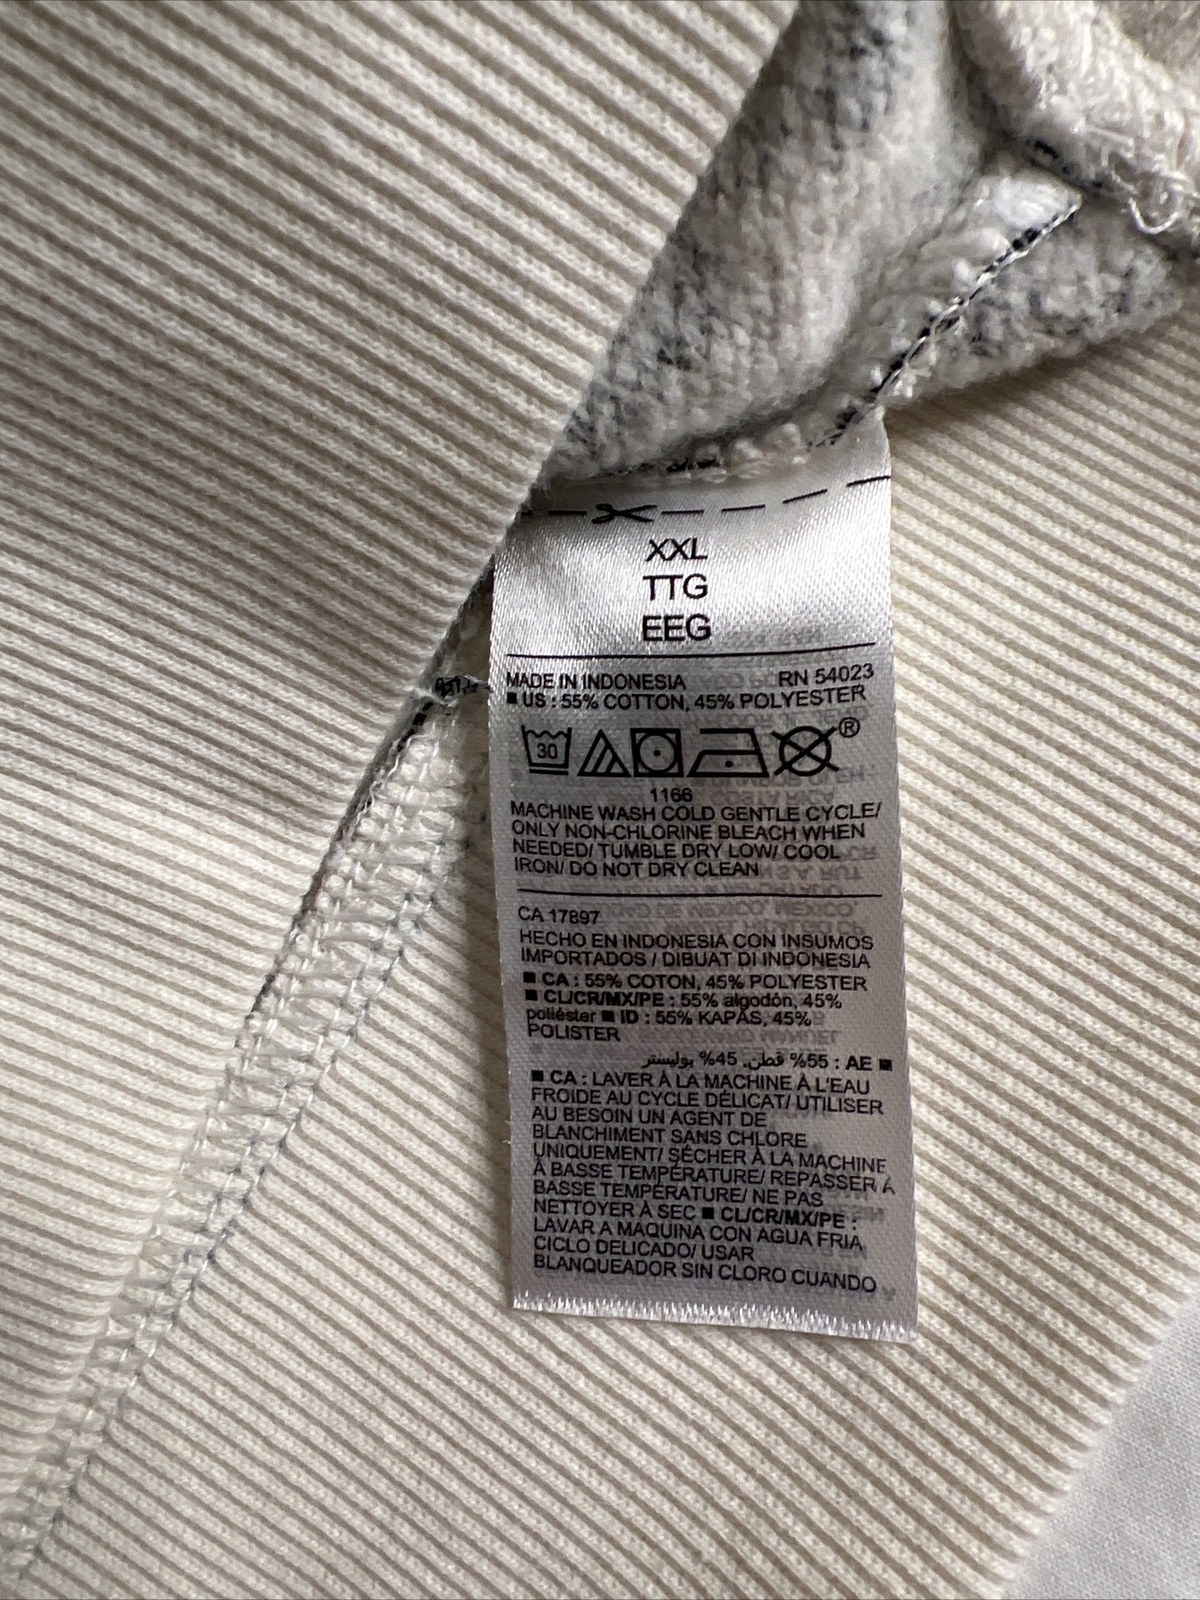 XXL
TTG
EEG
MADE IN INDONESIA RN 54023
■ US : 55% COTTON, 45% POLYESTER
30 ®
1166
MACHINE WASH COLD GENTLE CYCLE/
ONLY NON-CHLORINE BLEACH WHEN
NEEDED/ TUMBLE DRY LOW/ COOL
IRON/ DO NOT DRY CLEAN
CA 17897
HECHO EN INDONESIA CON INSUMOS
IMPORTADOS / DIBUAT DI INDONESIA
■ CA : 55% COTON, 45% POLYESTER
■ CL/CR/MX/PE : 55% algodón, 45%
poliéster ■ ID : 55% KAPAS, 45%
POLISTER
■ AE : 55% قطن, 45% بوليستر
■ CA : LAVER À LA MACHINE À L'EAU
FROIDE AU CYCLE DÉLICAT/ UTILISER
AU BESOIN UN AGENT DE
BLANCHIMENT SANS CHLORE
UNIQUEMENT/ SÉCHER À LA MACHINE
À BASSE TEMPÉRATURE/ REPASSER À
BASSE TEMPÉRATURE/ NE PAS
NETTOYER À SEC ■ CL/CR/MX/PE :
LAVAR A MAQUINA CON AGUA FRIA
CICLO DELICADO/ USAR
BLANQUEADOR SIN CLORO CUANDO